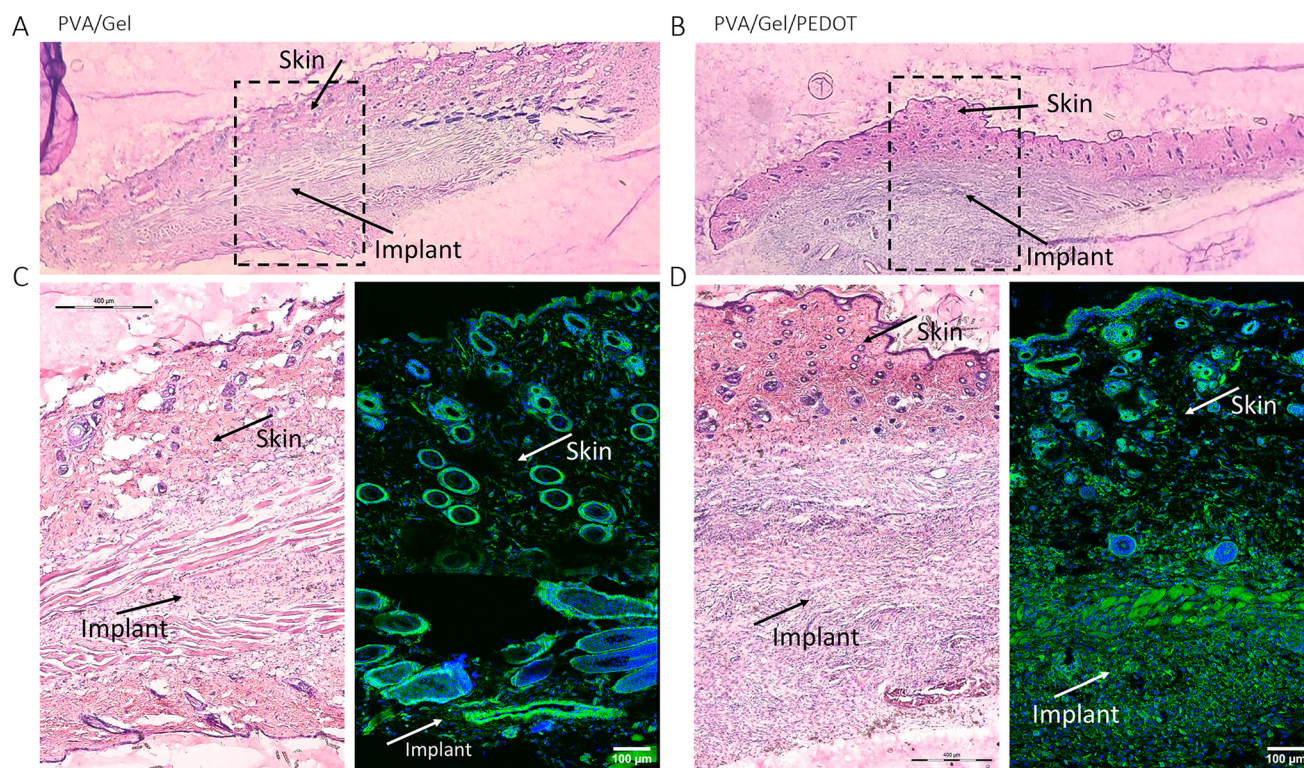 A PVA/Gel
Skin
Implant
B PVA/Gel/PEDOT
Skin
Implant
C
400 µm
Skin
Implant
Skin
Implant
100 µm
D
Skin
Implant
400 µm
Skin
Implant
100 µm